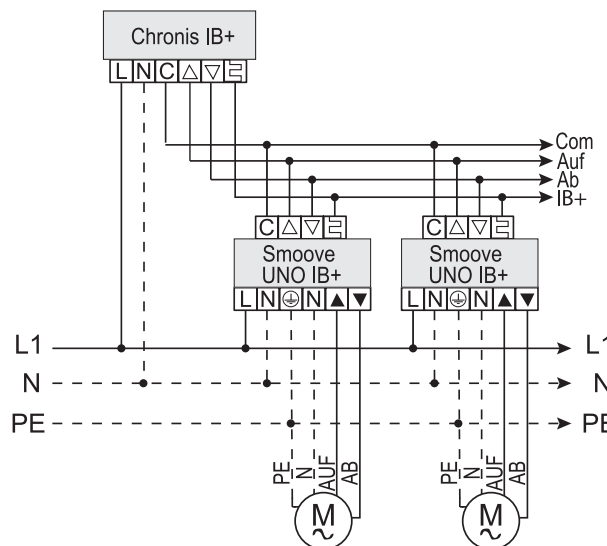 Chronis IB+
L N C △ ▽
Com
Auf
Ab
IB+
C △ ▽
C △ ▽
Smoove
UNO IB+
Smoove
UNO IB+
L N N ▲ ▼
L N N ▲ ▼
L1
L1
N
N
PE
PE
PE
N
AUF
AB
PE
N
AUF
AB
M
~
M
~